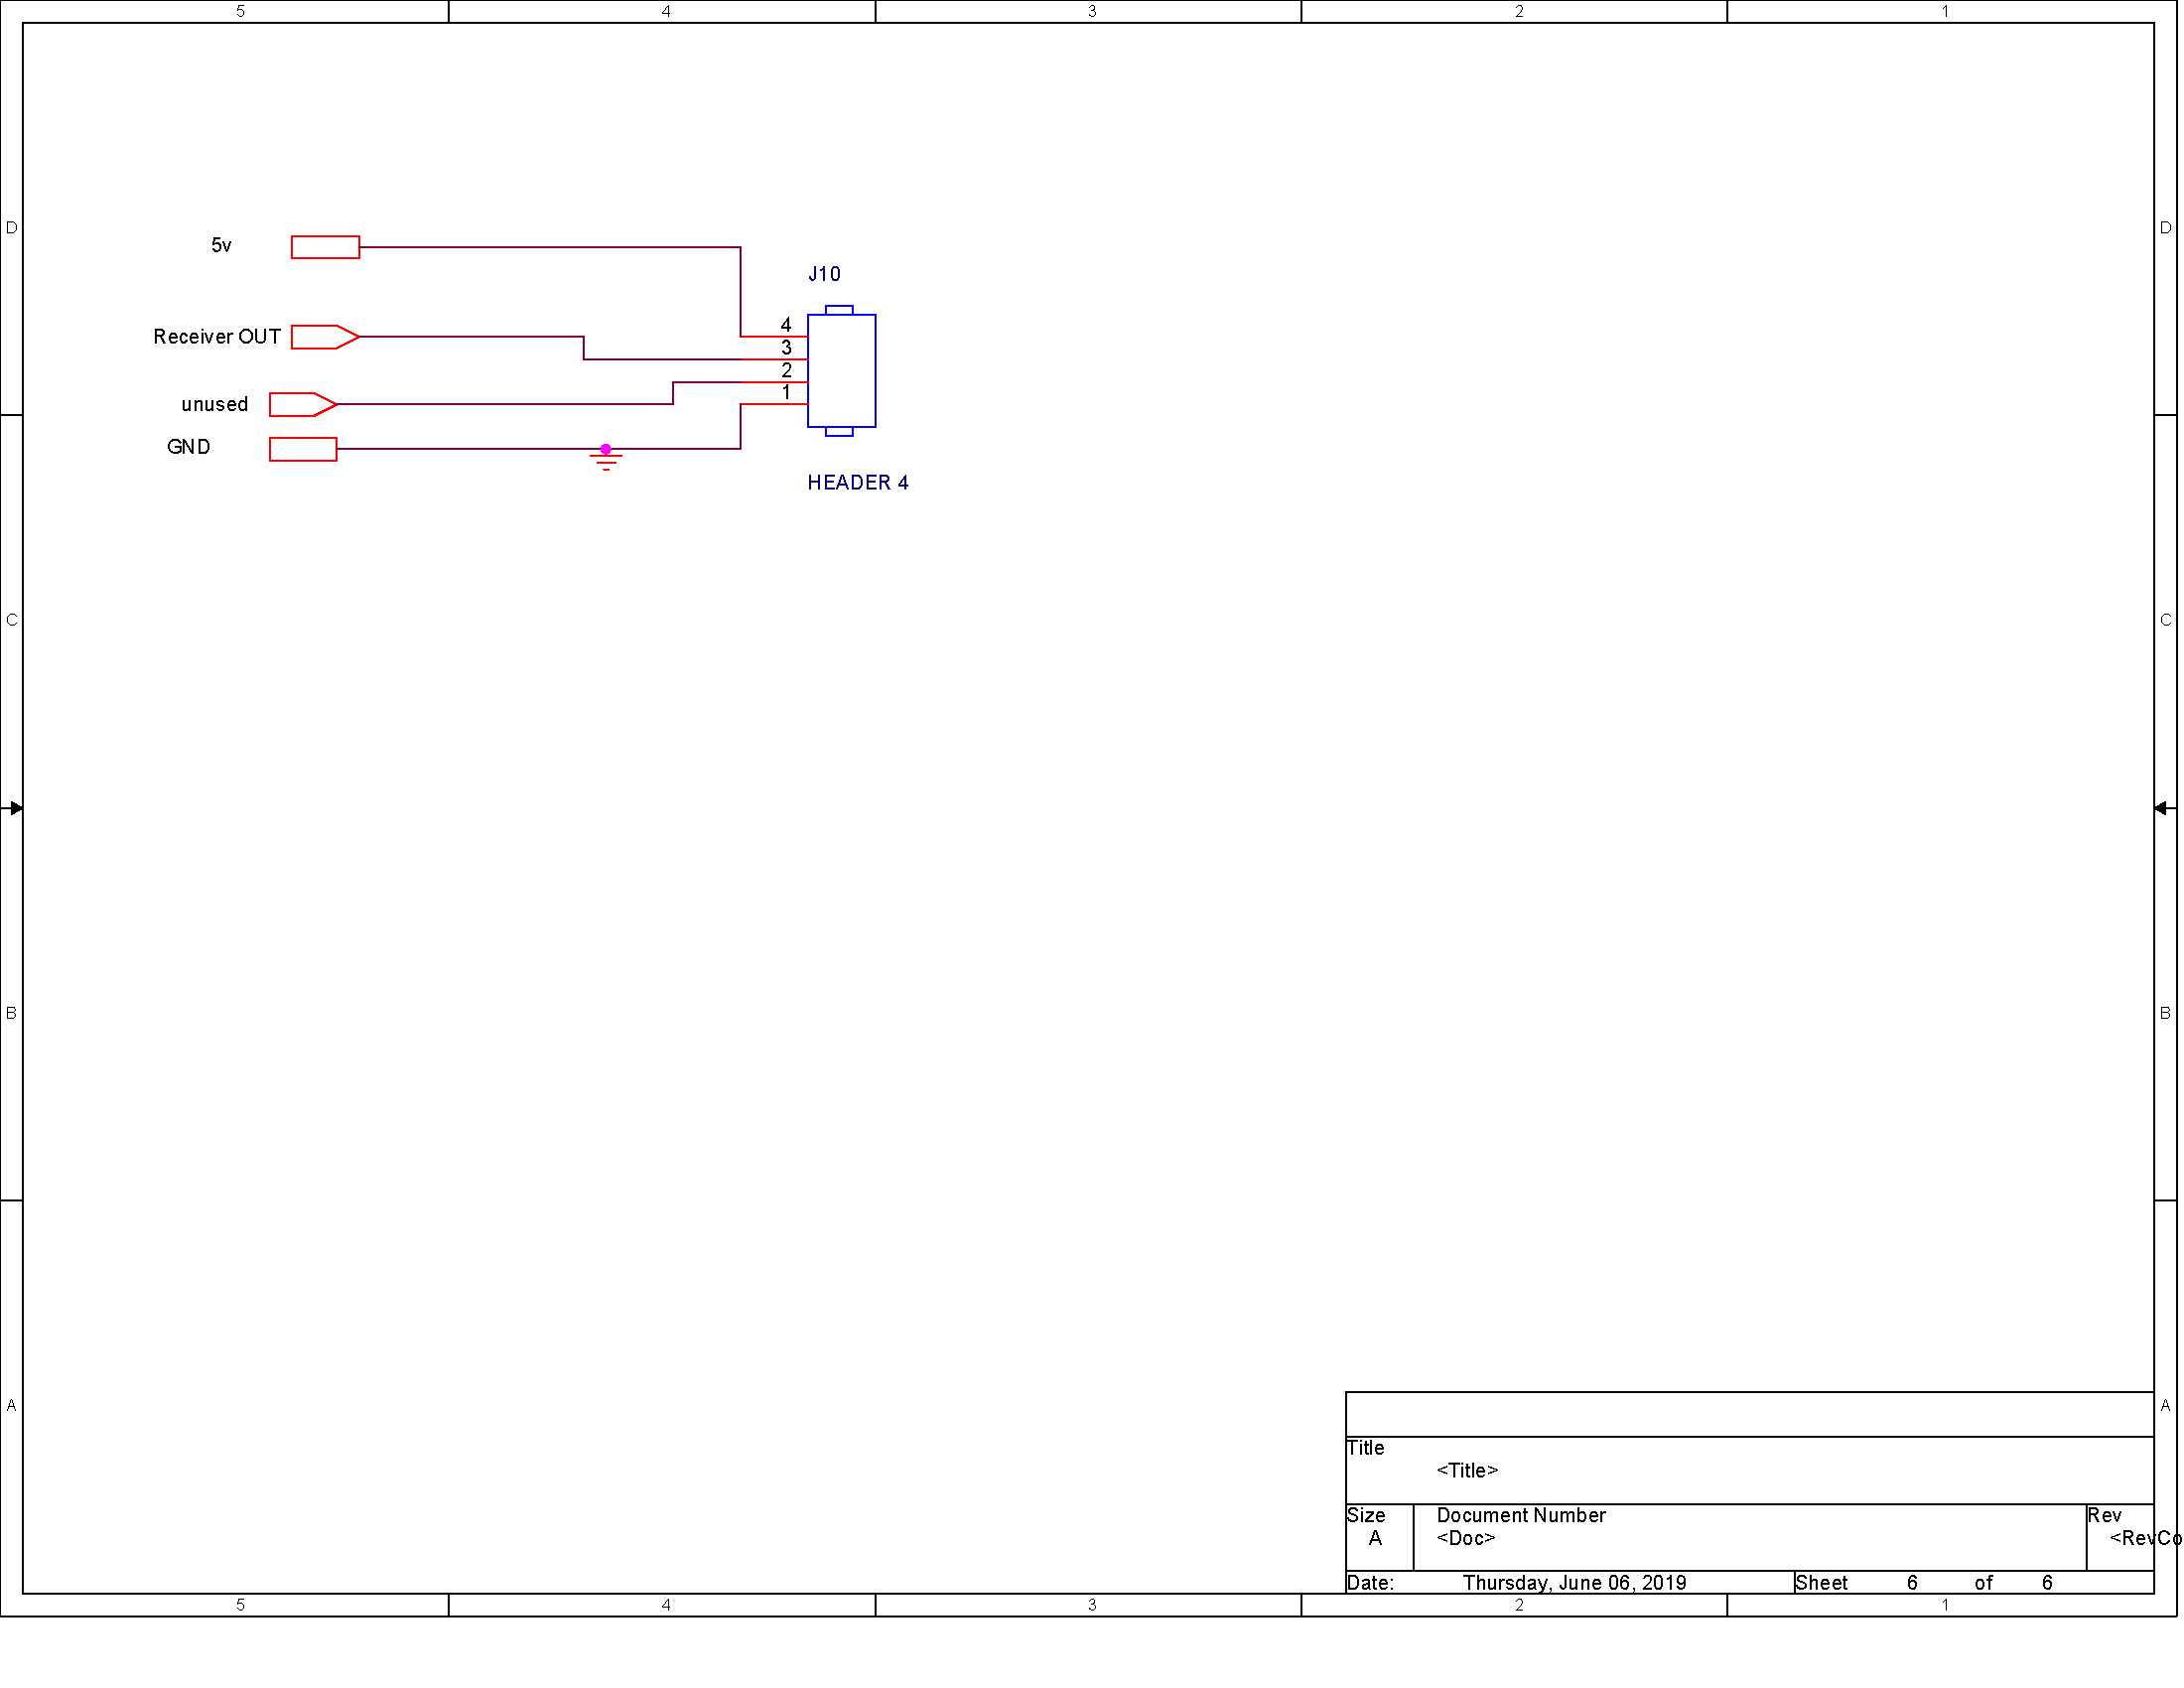 5 4 3 2 1
D D
5v
J10
4
Receiver OUT
3
2
1
unused
GND
HEADER 4
C C
B B
A A
Title
<Title>
Size Document Number Rev
A <Doc> <RevCo
Date: Thursday, June 06, 2019 Sheet 6 of 6
5 4 3 2 1